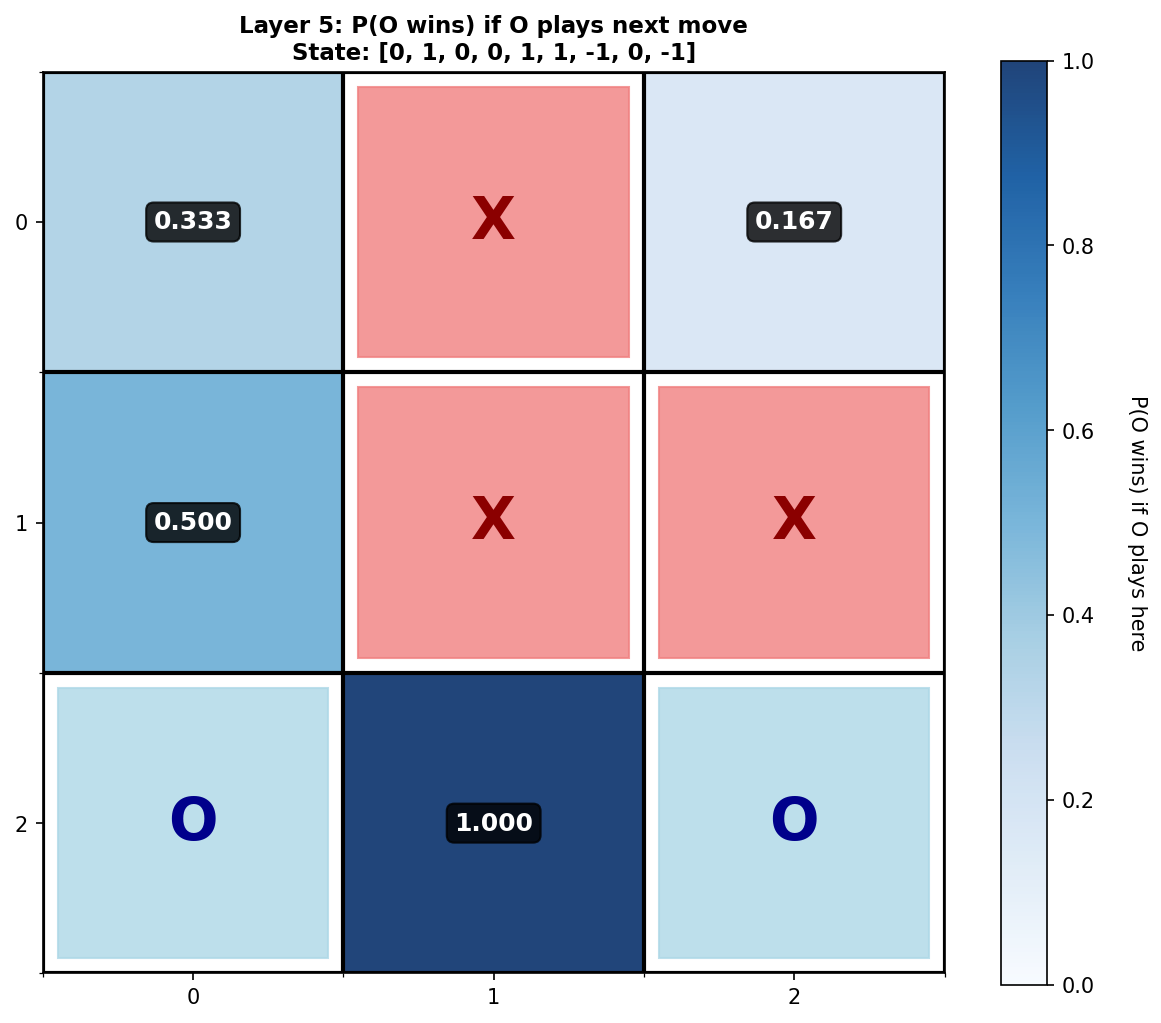 Layer 5: P(O wins) if O plays next move
State: [0, 1, 0, 0, 1, 1, -1, 0, -1]
0.333 X 0.167
0.500 X X
O 1.000 O
0
1
2
0 1 2
1.0
0.8
0.6
0.4
0.2
0.0
P(O wins) if O plays here